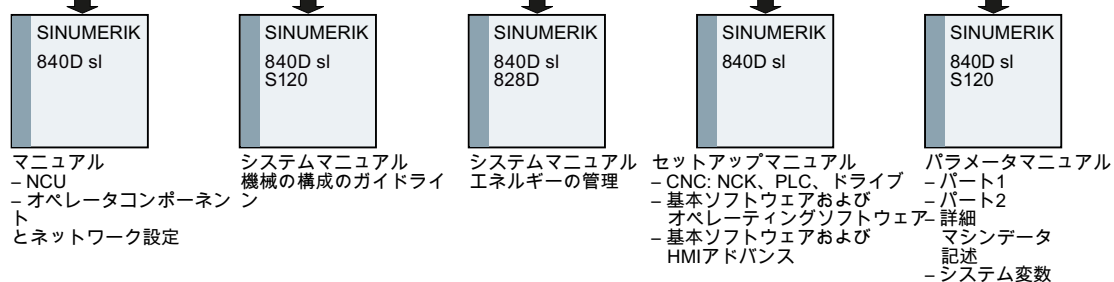 SINUMERIK
840D sl
マニュアル
– NCU
– オペレータコンポーネン
ト
とネットワーク設定
SINUMERIK
840D sl
S120
システムマニュアル
機械の構成のガイドライ
ン
SINUMERIK
840D sl
828D
システムマニュアル
エネルギーの管理
SINUMERIK
840D sl
セットアップマニュアル
– CNC: NCK、PLC、ドライブ
– 基本ソフトウェアおよび
オペレーティングソフトウェア
– 基本ソフトウェアおよび
HMIアドバンス
SINUMERIK
840D sl
S120
パラメータマニュアル
– パート1
– パート2
– 詳細
マシンデータ
記述
– システム変数